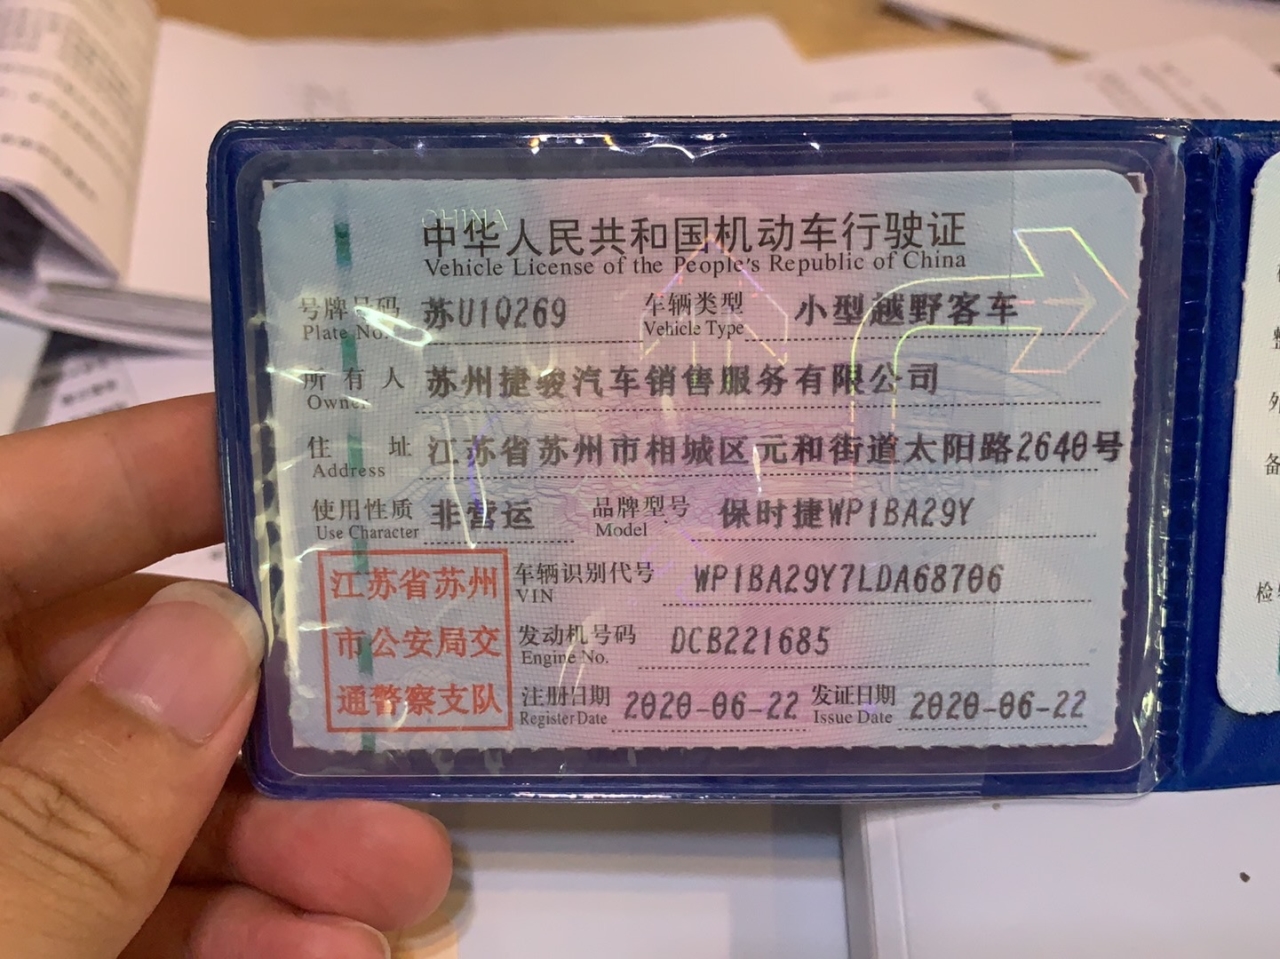 中华人民共和国机动车行驶证
Vehicle License of the People's Republic of China
号牌号码 苏U1Q269 车辆类型 小型越野客车
Plate No. Vehicle Type
所有人 苏州捷骏汽车销售服务有限公司
Owner
住址 江苏省苏州市相城区元和街道太阳路2640号
Address
使用性质 非营运 品牌型号 保时捷WP1BA29Y
Use Character Model
车辆识别代号 WP1BA29Y7LDA68706
VIN
发动机号码 DCB221685
Engine No.
注册日期 2020-06-22 发证日期 2020-06-22
Register Date Issue Date
江苏省苏州
市公安局交
通警察支队